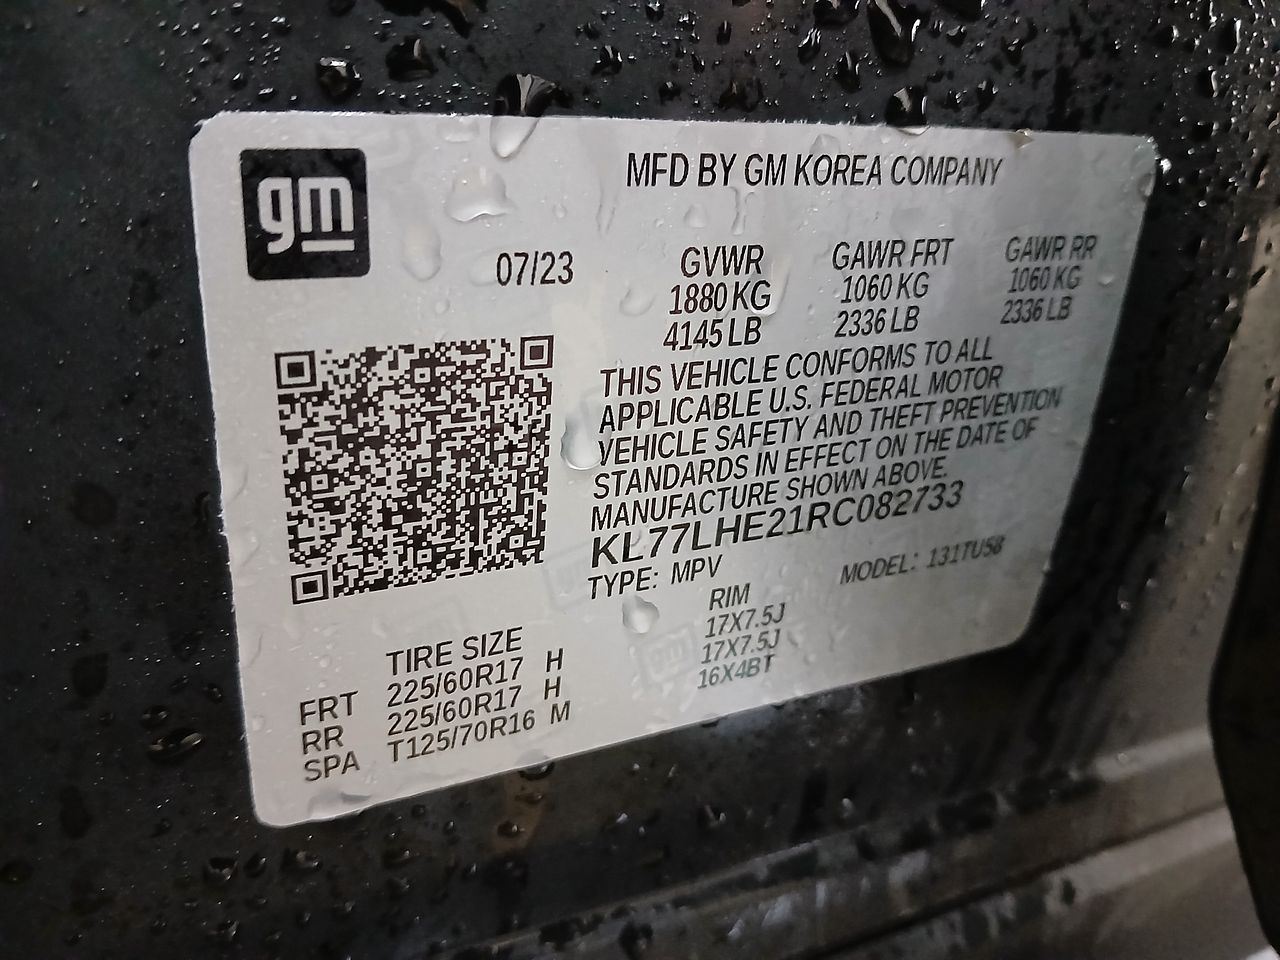 gm
MFD BY GM KOREA COMPANY
07/23
GVWR GAWR FRT GAWR RR
1880 KG 1060 KG 1060 KG
4145 LB 2336 LB 2336 LB
THIS VEHICLE CONFORMS TO ALL
APPLICABLE U.S. FEDERAL MOTOR
VEHICLE SAFETY AND THEFT PREVENTION
STANDARDS IN EFFECT ON THE DATE OF
MANUFACTURE SHOWN ABOVE.
KL77LHE21RC082733
TYPE: MPV MODEL: 131TU58
TIRE SIZE RIM
FRT 225/60R17 H 17X7.5J
RR 225/60R17 H 17X7.5J
SPA T125/70R16 M 16X4BT